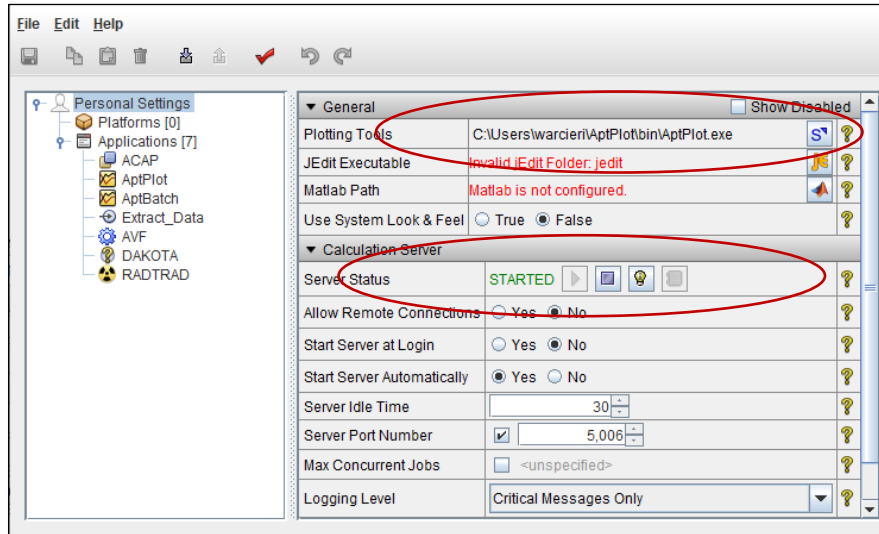 File Edit Help
Personal Settings
Platforms [0]
Applications [7]
ACAP
AptPlot
AptBatch
Extract_Data
AVF
DAKOTA
RADTRAD
▼ General Show Disabled
Plotting Tools C:\Users\warcieri\AptPlot\bin\AptPlot.exe
JEdit Executable Invalid jEdit Folder: jedit
Matlab Path Matlab is not configured.
Use System Look & Feel True False
▼ Calculation Server
Server Status STARTED
Allow Remote Connections Yes No
Start Server at Login Yes No
Start Server Automatically Yes No
Server Idle Time 30
Server Port Number 5,006
Max Concurrent Jobs <unspecified>
Logging Level Critical Messages Only